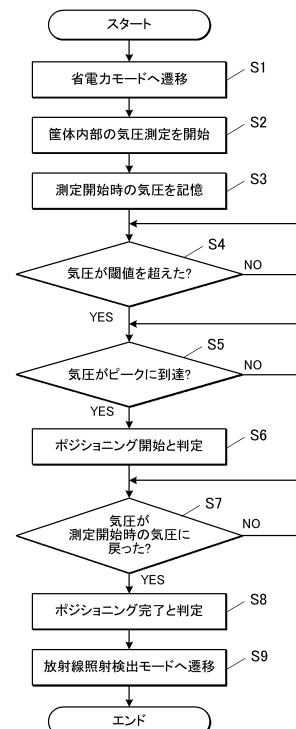 スタート
省電力モードへ遷移
S1
筐体内部の気圧測定を開始
S2
測定開始時の気圧を記憶
S3
気圧が閾値を超えた?
S4
NO
YES
気圧がピークに到達?
S5
NO
YES
ポジショニング開始と判定
S6
気圧が
測定開始時の気圧に
戻った?
S7
NO
YES
ポジショニング完了と判定
S8
放射線照射検出モードへ遷移
S9
エンド